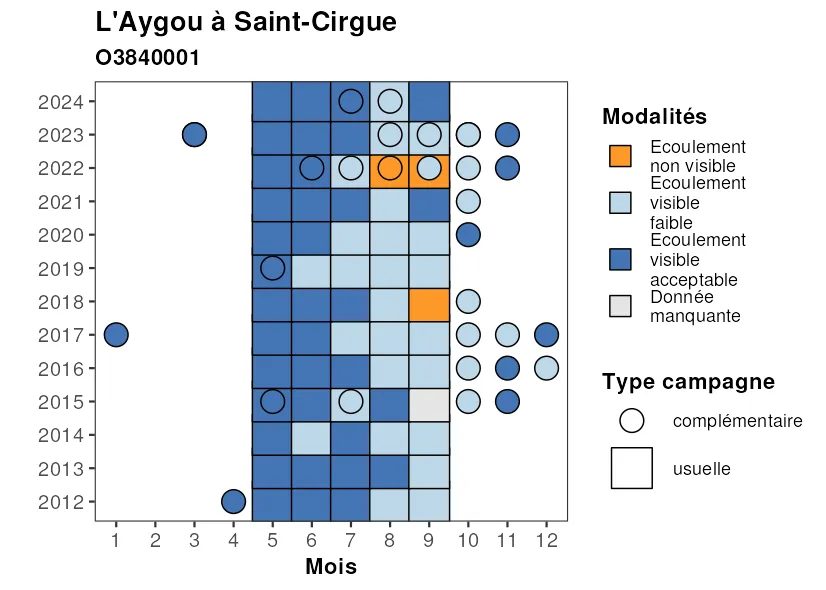 L'Aygou à Saint-Cirgue
O3840001
2024
2023
2022
2021
2020
2019
2018
2017
2016
2015
2014
2013
2012
1 2 3 4 5 6 7 8 9 10 11 12
Mois
Modalités
Ecoulement
non visible
Ecoulement
visible
faible
Ecoulement
visible
acceptable
Donnée
manquante
Type campagne
complémentaire
usuelle